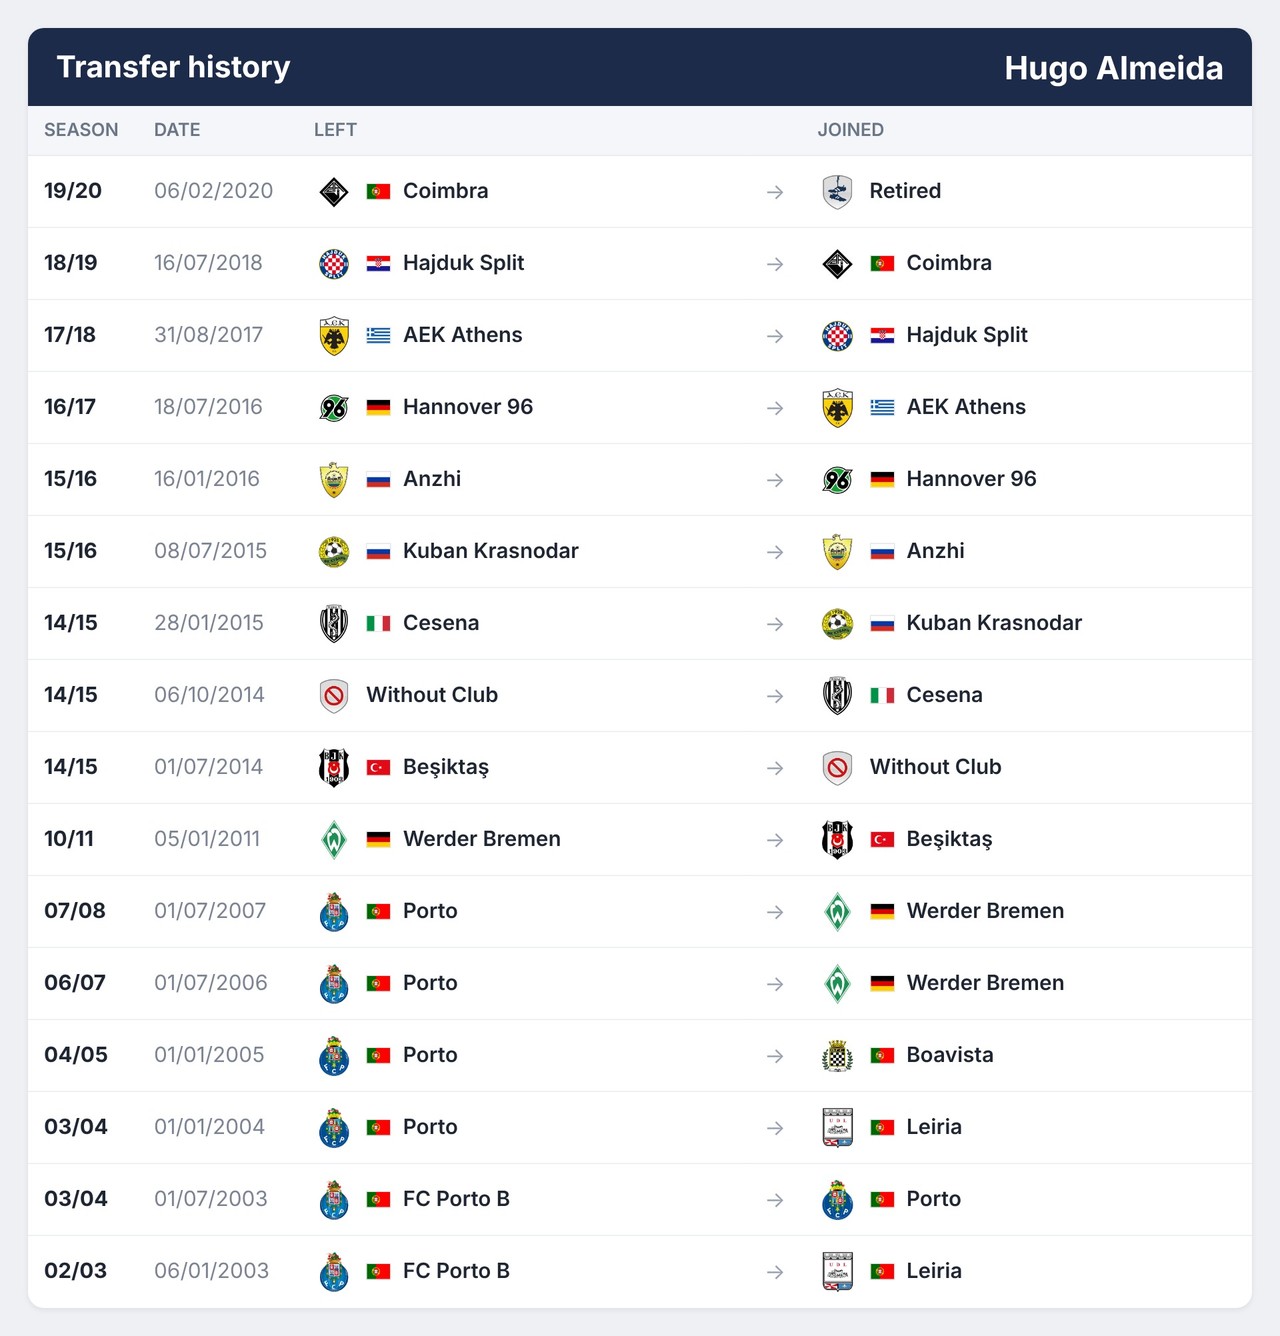 Transfer history Hugo Almeida
SEASON DATE LEFT JOINED
19/20 06/02/2020 Coimbra → Retired
18/19 16/07/2018 Hajduk Split → Coimbra
17/18 31/08/2017 AEK Athens → Hajduk Split
16/17 18/07/2016 Hannover 96 → AEK Athens
15/16 16/01/2016 Anzhi → Hannover 96
15/16 08/07/2015 Kuban Krasnodar → Anzhi
14/15 28/01/2015 Cesena → Kuban Krasnodar
14/15 06/10/2014 Without Club → Cesena
14/15 01/07/2014 Beşiktaş → Without Club
10/11 05/01/2011 Werder Bremen → Beşiktaş
07/08 01/07/2007 Porto → Werder Bremen
06/07 01/07/2006 Porto → Werder Bremen
04/05 01/01/2005 Porto → Boavista
03/04 01/01/2004 Porto → Leiria
03/04 01/07/2003 FC Porto B → Porto
02/03 06/01/2003 FC Porto B → Leiria